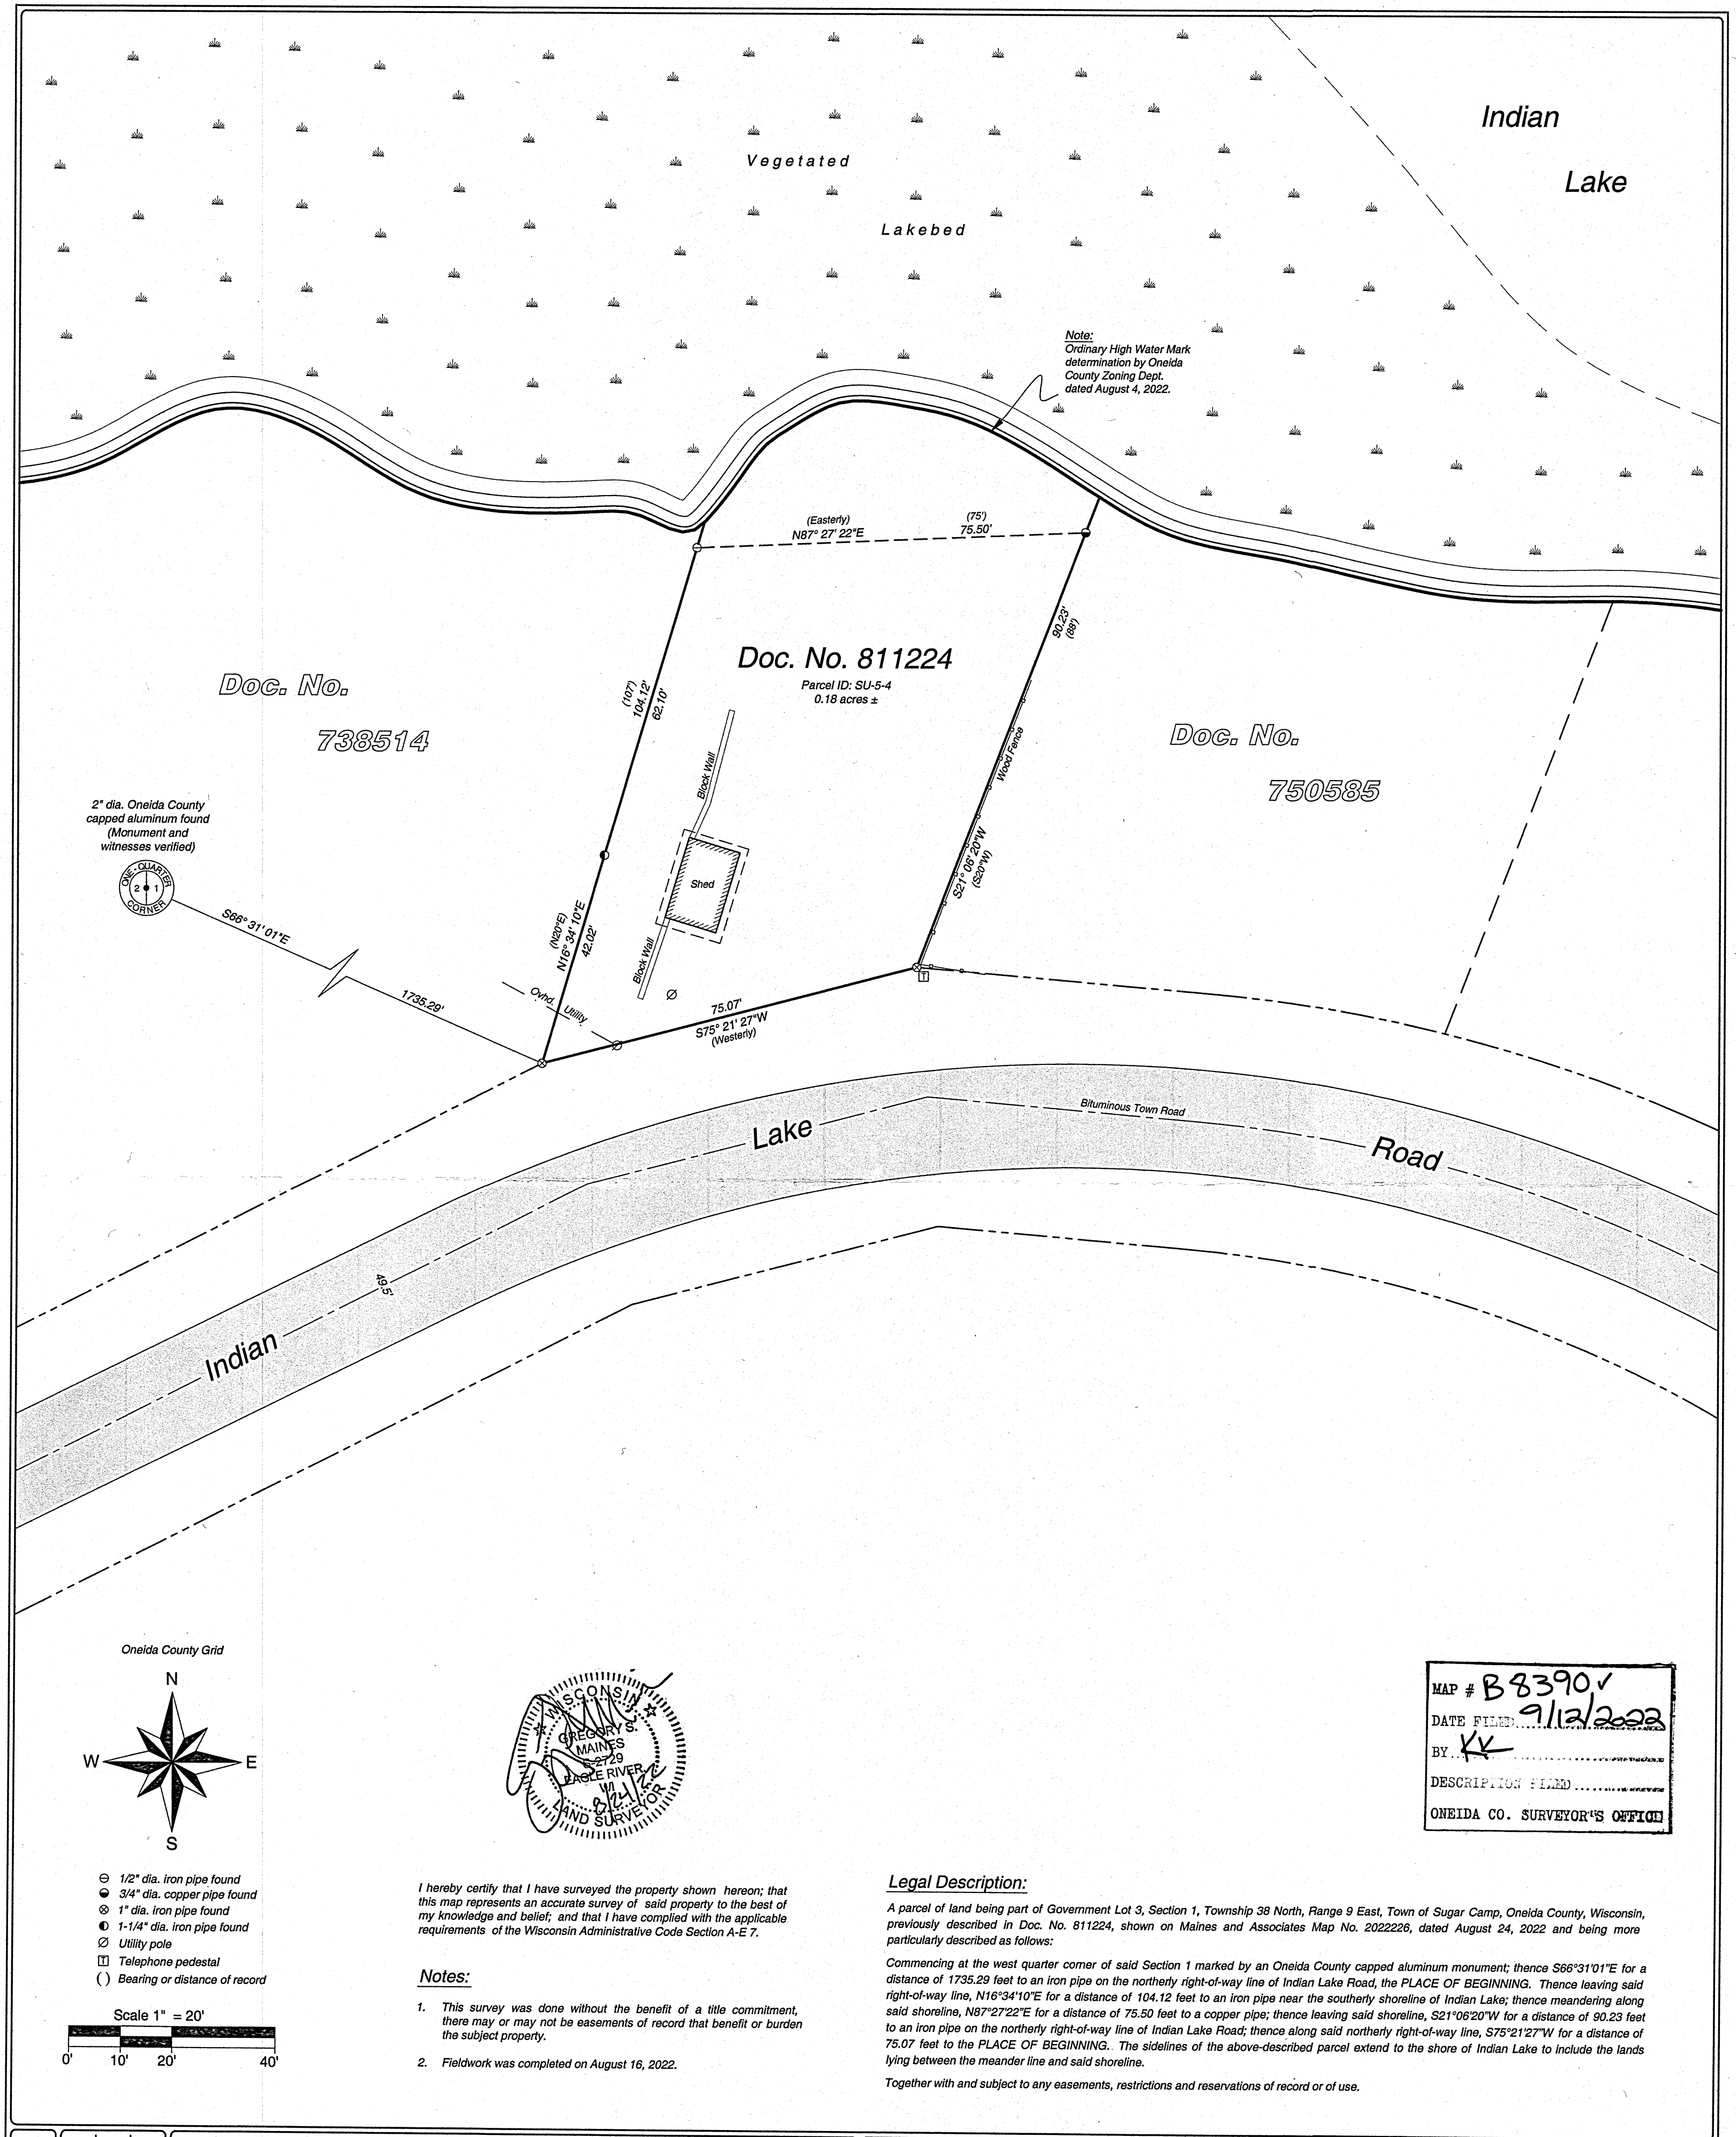 Indian
Lake
Vegetated
Lakebed
Note:
Ordinary High Water Mark
determination by Oneida
County Zoning Dept.
dated August 4, 2022.
(Easterly)
N87° 27' 22"E
(75')
75.50'
90.23'
(88')
Doc. No. 811224
Parcel ID: SU-5-4
0.18 acres ±
(107')
104.12'
62.10'
Doc. No.
738514
Doc. No.
750585
Block Wall
Wood Fence
2" dia. Oneida County
capped aluminum found
(Monument and
witnesses verified)
ONE-QUARTER
2 1
CORNER
S66° 31' 01"E
1735.29'
Shed
S21° 06' 20"W
(S20°W)
(N20°E)
N16° 34' 10"E
42.02'
Block Wall
Ovhd. Utility
T
75.07'
S75° 21' 27"W
(Westerly)
Bituminous Town Road
Indian Lake Road
49.5'
Oneida County Grid
N
W E
S
WISCONSIN
GREGORY S.
MAINES
S-2729
EAGLE RIVER,
WI
8/24/22
LAND SURVEYOR
MAP # B8390 ✓
DATE FILED 9/12/2022
BY KK
DESCRIPTION FILED
ONEIDA CO. SURVEYOR'S OFFICE
1/2" dia. iron pipe found
3/4" dia. copper pipe found
1" dia. iron pipe found
1-1/4" dia. iron pipe found
Utility pole
T Telephone pedestal
( ) Bearing or distance of record
Scale 1" = 20'
0' 10' 20' 40'
I hereby certify that I have surveyed the property shown hereon; that
this map represents an accurate survey of said property to the best of
my knowledge and belief; and that I have complied with the applicable
requirements of the Wisconsin Administrative Code Section A-E 7.
Notes:
1. This survey was done without the benefit of a title commitment,
there may or may not be easements of record that benefit or burden
the subject property.
2. Fieldwork was completed on August 16, 2022.
Legal Description:
A parcel of land being part of Government Lot 3, Section 1, Township 38 North, Range 9 East, Town of Sugar Camp, Oneida County, Wisconsin,
previously described in Doc. No. 811224, shown on Maines and Associates Map No. 2022226, dated August 24, 2022 and being more
particularly described as follows:
Commencing at the west quarter corner of said Section 1 marked by an Oneida County capped aluminum monument; thence S66°31'01"E for a
distance of 1735.29 feet to an iron pipe on the northerly right-of-way line of Indian Lake Road, the PLACE OF BEGINNING. Thence leaving said
right-of-way line, N16°34'10"E for a distance of 104.12 feet to an iron pipe near the southerly shoreline of Indian Lake; thence meandering along
said shoreline, N87°27'22"E for a distance of 75.50 feet to a copper pipe; thence leaving said shoreline, S21°06'20"W for a distance of 90.23 feet
to an iron pipe on the northerly right-of-way line of Indian Lake Road; thence along said northerly right-of-way line, S75°21'27"W for a distance of
75.07 feet to the PLACE OF BEGINNING. The sidelines of the above-described parcel extend to the shore of Indian Lake to include the lands
lying between the meander line and said shoreline.
Together with and subject to any easements, restrictions and reservations of record or of use.